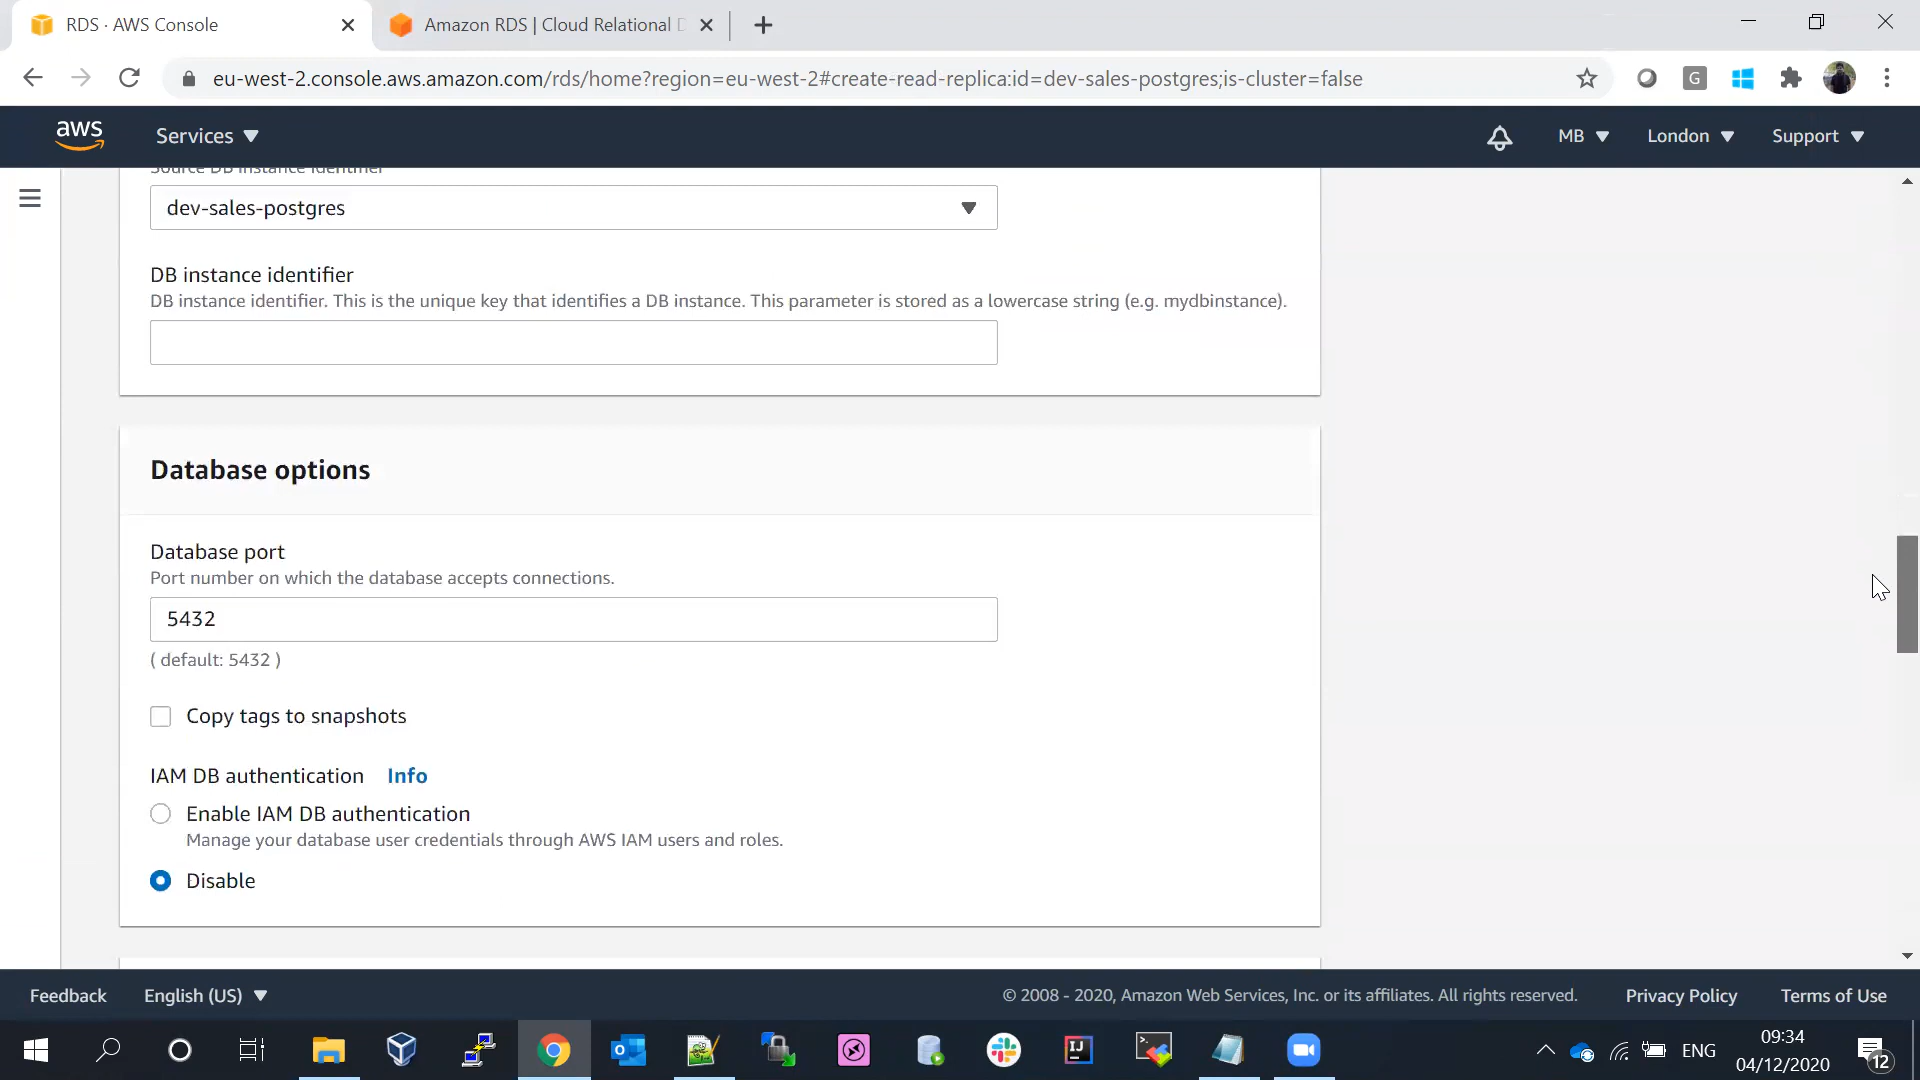 RDS · AWS Console
Amazon RDS | Cloud Relational D
eu-west-2.console.aws.amazon.com/rds/home?region=eu-west-2#create-read-replica:id=dev-sales-postgres;is-cluster=false
G
aws
Services
MB
London
Support
Source DB instance identifier
dev-sales-postgres
DB instance identifier
DB instance identifier. This is the unique key that identifies a DB instance. This parameter is stored as a lowercase string (e.g. mydbinstance).
Database options
Database port
Port number on which the database accepts connections.
5432
( default: 5432 )
Copy tags to snapshots
IAM DB authentication Info
Enable IAM DB authentication
Manage your database user credentials through AWS IAM users and roles.
Disable
Feedback
English (US)
© 2008 - 2020, Amazon Web Services, Inc. or its affiliates. All rights reserved.
Privacy Policy
Terms of Use
IJ
ENG
09:34
04/12/2020
12